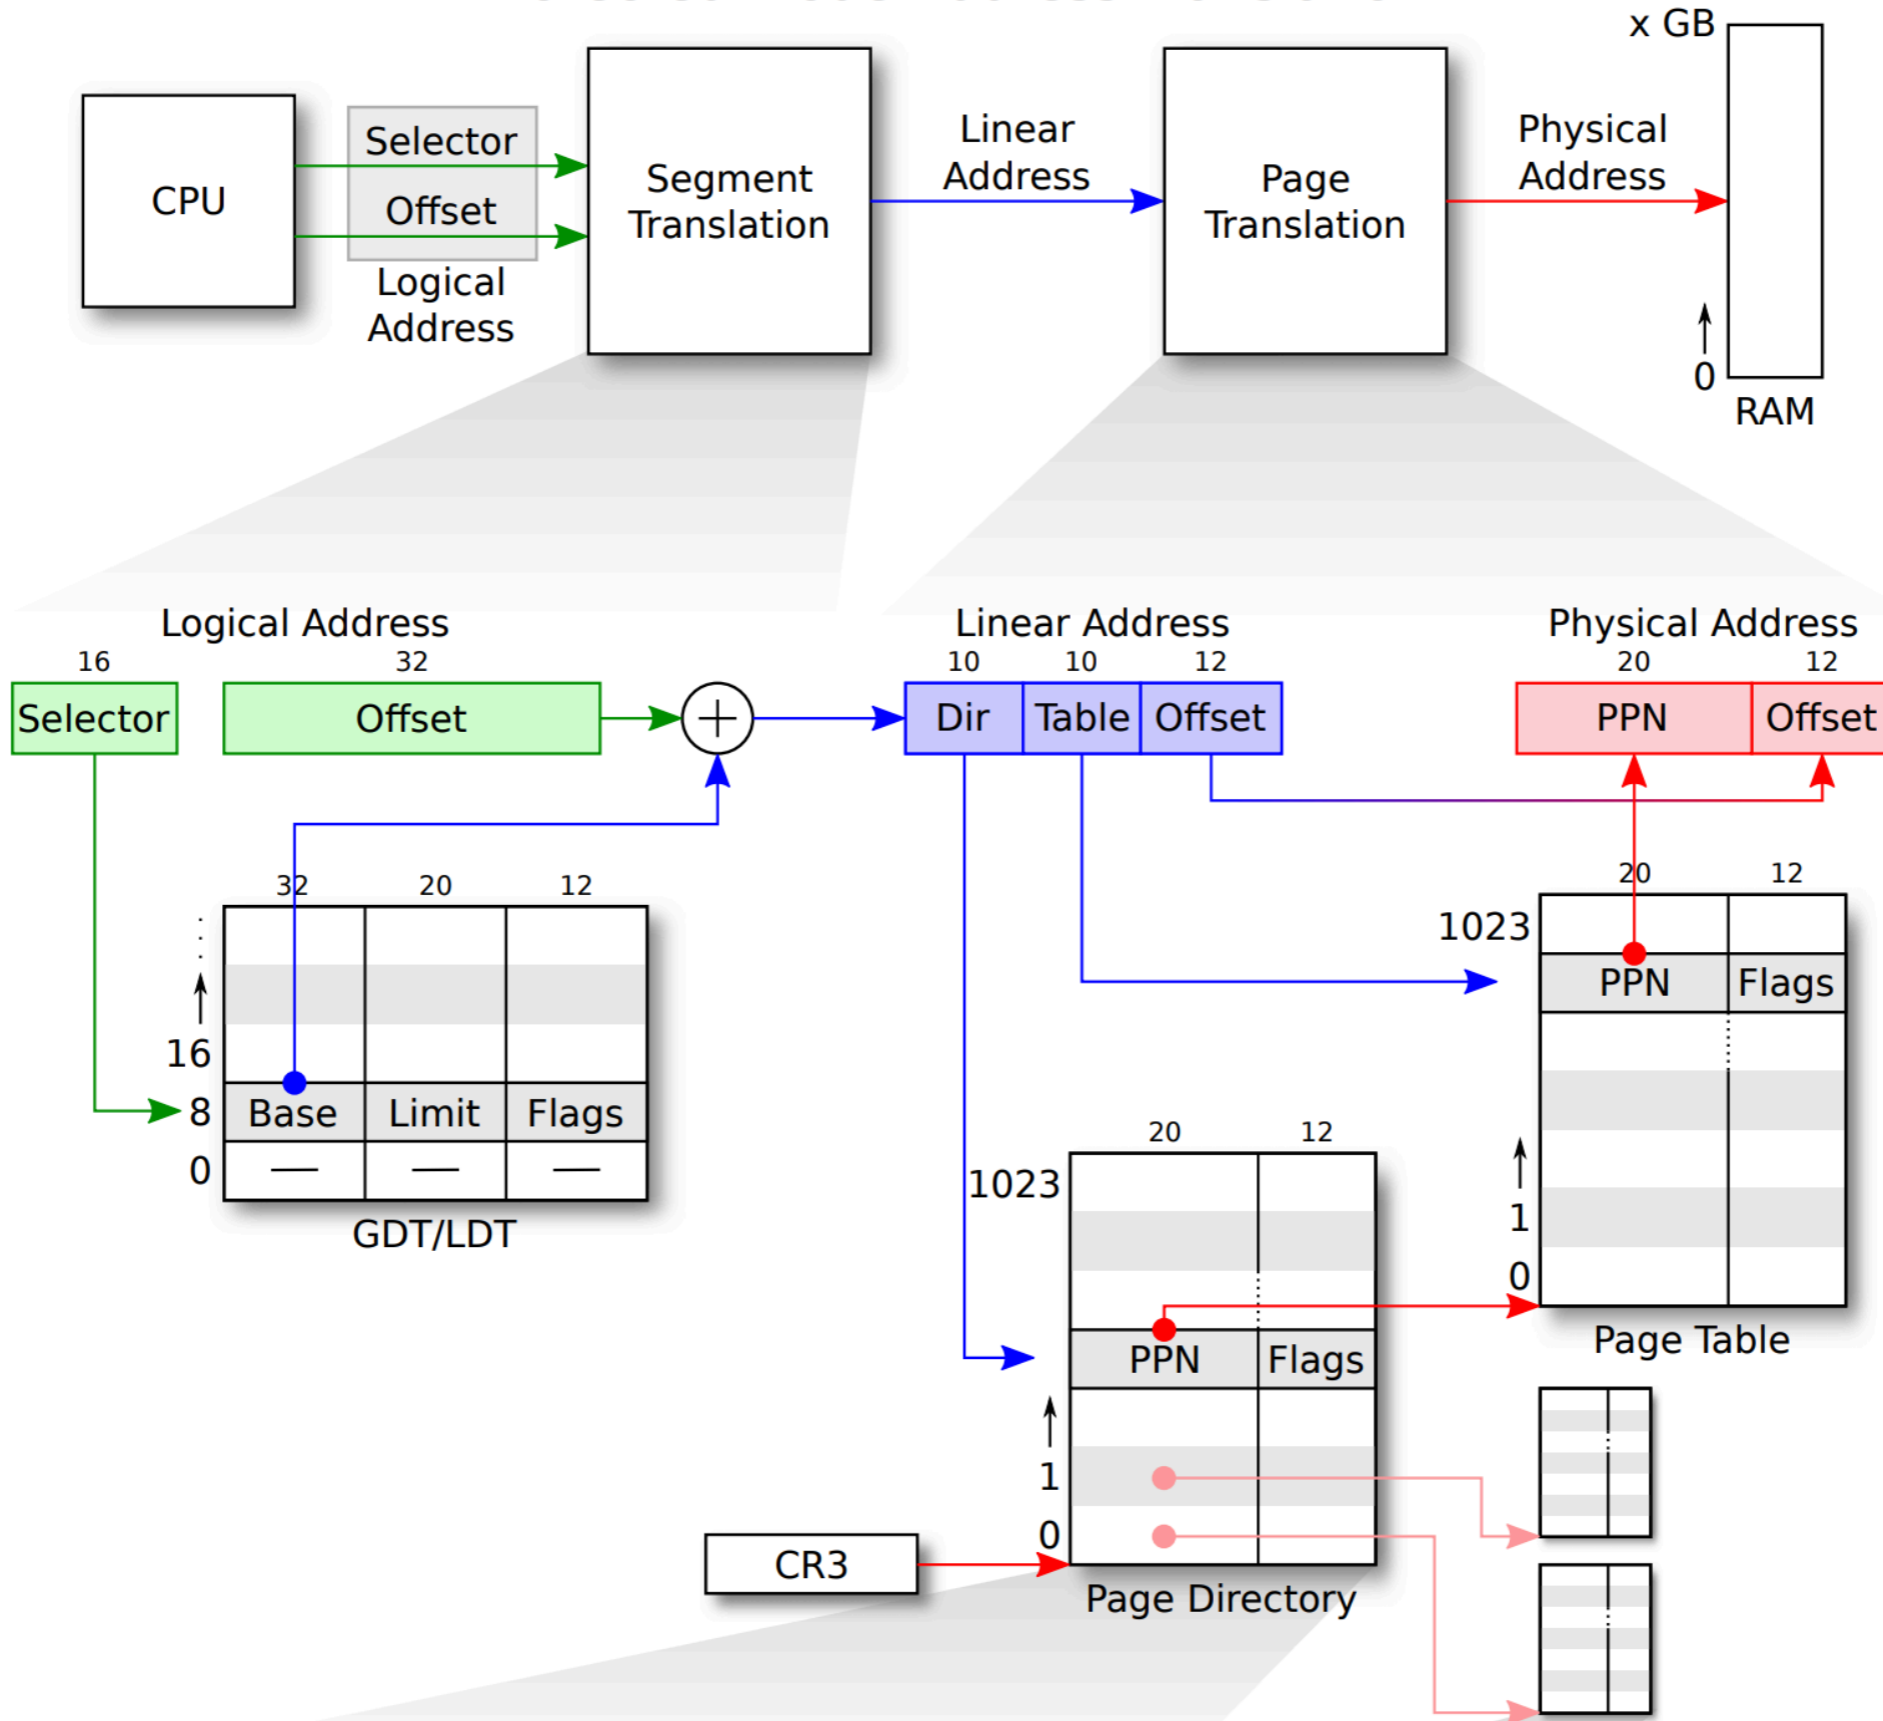 x GB
CPU
Selector
Offset
Logical
Address
Segment
Translation
Linear
Address
Page
Translation
Physical
Address
0
RAM
Logical Address
16
32
Selector
Offset
Linear Address
10
10
12
Dir
Table
Offset
Physical Address
20
12
PPN
Offset
32
20
12
16
8
Base
Limit
Flags
0
GDT/LDT
20
12
1023
PPN
Flags
1
0
Page Table
20
12
1023
PPN
Flags
1
0
Page Directory
CR3